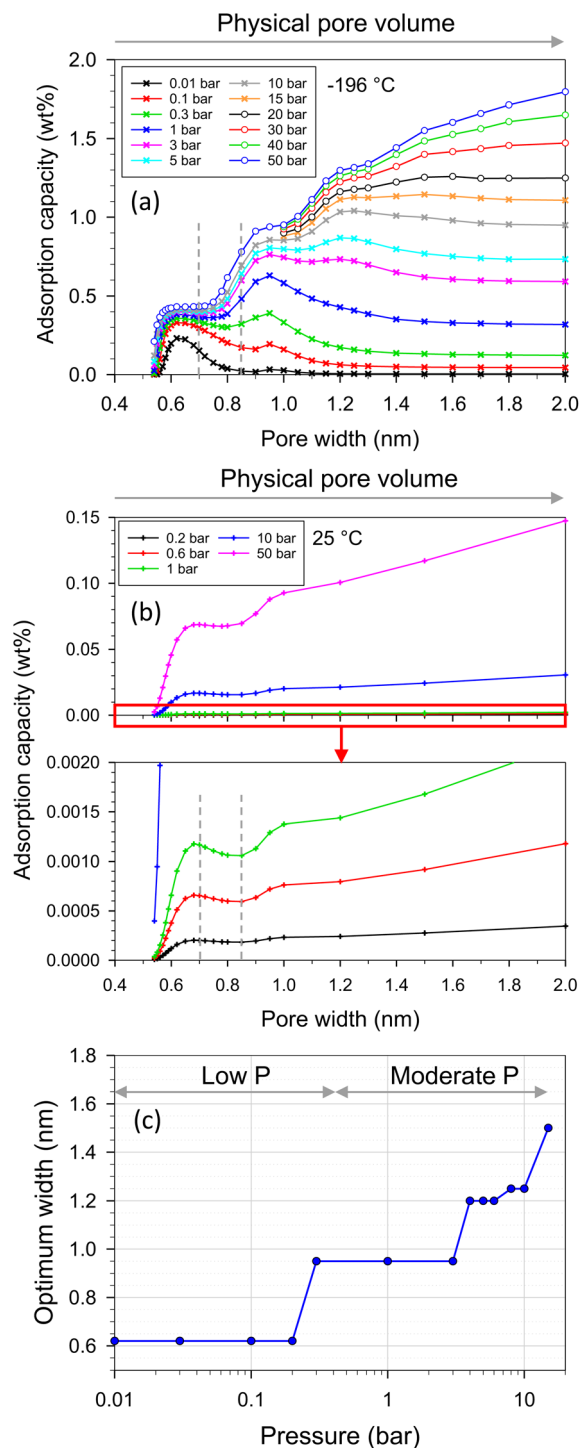 Physical pore volume
2.0
1.5
1.0
0.5
0.0
Adsorption capacity (wt%)
0.01 bar
0.1 bar
0.3 bar
1 bar
3 bar
5 bar
10 bar
15 bar
20 bar
30 bar
40 bar
50 bar
-196 °C
(a)
0.4 0.6 0.8 1.0 1.2 1.4 1.6 1.8 2.0
Pore width (nm)
Physical pore volume
0.15
0.10
0.05
0.00
Adsorption capacity (wt%)
0.2 bar
0.6 bar
1 bar
10 bar
50 bar
25 °C
(b)
0.0020
0.0015
0.0010
0.0005
0.0000
0.4 0.6 0.8 1.0 1.2 1.4 1.6 1.8 2.0
Pore width (nm)
1.8
1.6
1.4
1.2
1.0
0.8
0.6
Optimum width (nm)
Low P Moderate P
(c)
0.01 0.1 1 10
Pressure (bar)